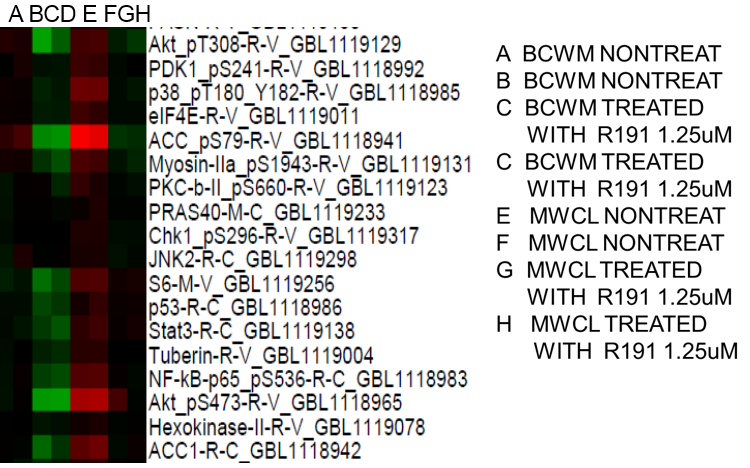 A BCD E FGH
Akt_pT308-R-V_GBL1119129
PDK1_pS241-R-V_GBL1118992
p38_pT180_Y182-R-V_GBL1118985
eIF4E-R-V_GBL1119011
ACC_pS79-R-V_GBL1118941
Myosin-IIa_pS1943-R-V_GBL1119131
PKC-b-II_pS660-R-V_GBL1119123
PRAS40-M-C_GBL1119233
Chk1_pS296-R-V_GBL1119317
JNK2-R-C_GBL1119298
S6-M-V_GBL1119256
p53-R-C_GBL1118986
Stat3-R-C_GBL1119138
Tuberin-R-V_GBL1119004
NF-kB-p65_pS536-R-C_GBL1118983
Akt_pS473-R-V_GBL1118965
Hexokinase-II-R-V_GBL1119078
ACC1-R-C_GBL1118942
A BCWM NONTREAT
B BCWM NONTREAT
C BCWM TREATED
WITH R191 1.25uM
C BCWM TREATED
WITH R191 1.25uM
E MWCL NONTREAT
F MWCL NONTREAT
G MWCL TREATED
WITH R191 1.25uM
H MWCL TREATED
WITH R191 1.25uM